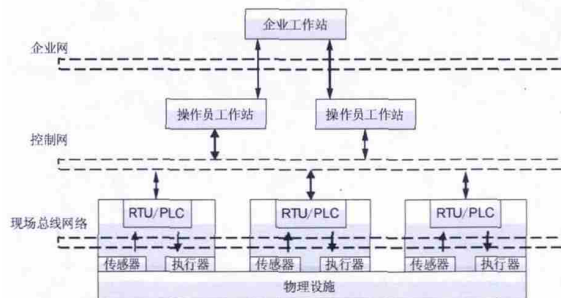 企业工作站
企业网
操作员工作站 操作员工作站
控制网
RTU/PLC RTU/PLC RTU/PLC
现场总线网络
传感器 执行器 传感器 执行器 传感器 执行器
物理设施